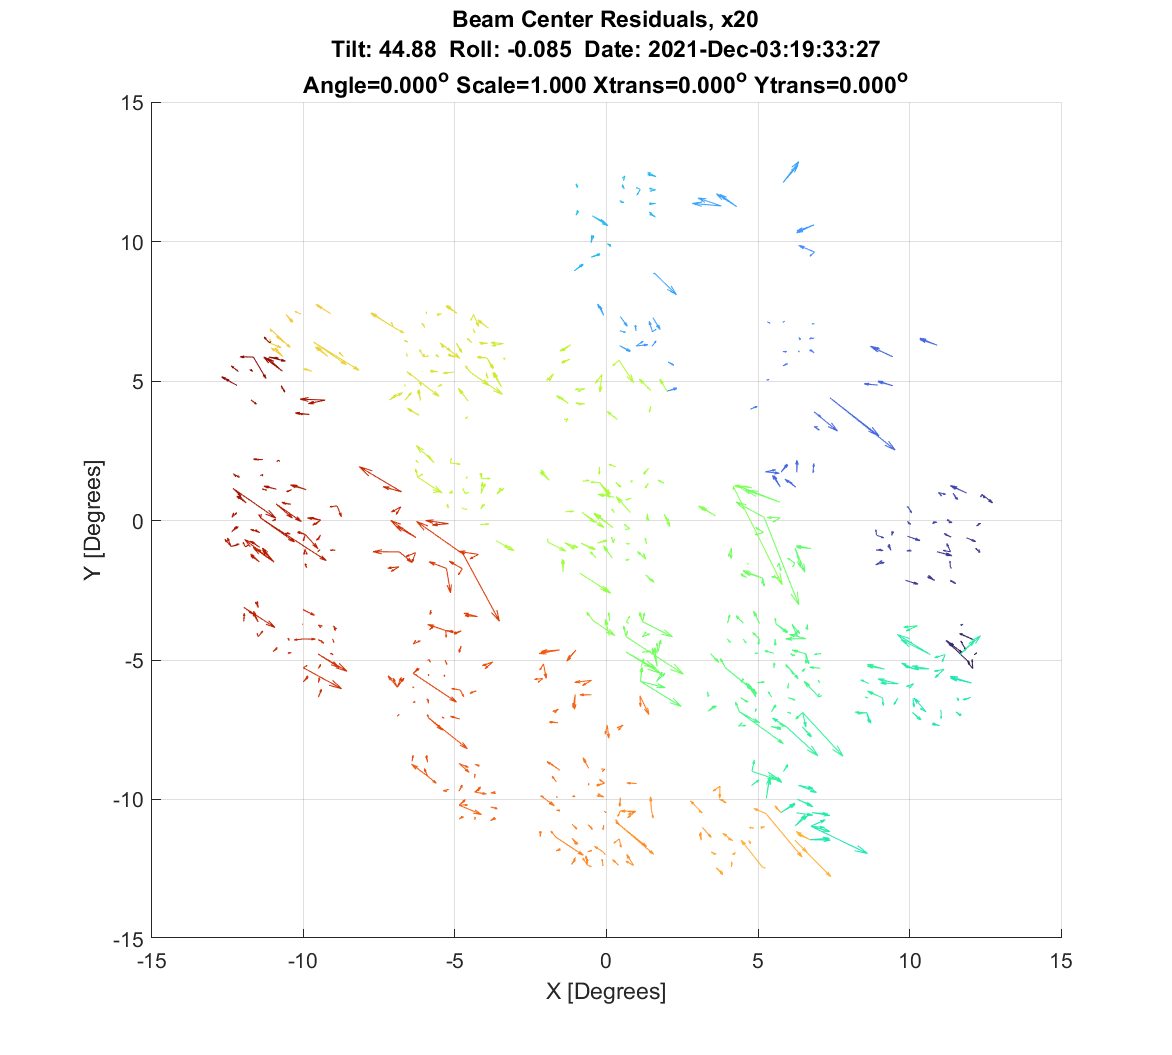 Beam Center Residuals, x20
Tilt: 44.88 Roll: -0.085 Date: 2021-Dec-03:19:33:27
Angle=0.000° Scale=1.000 Xtrans=0.000° Ytrans=0.000°
15
10
5
0
-5
-10
-15
Y [Degrees]
-15 -10 -5 0 5 10 15
X [Degrees]